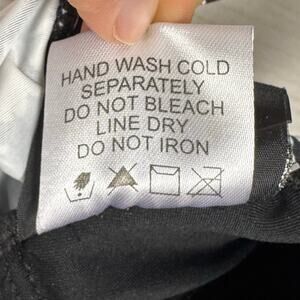 HAND WASH COLD
SEPARATELY
DO NOT BLEACH
LINE DRY
DO NOT IRON